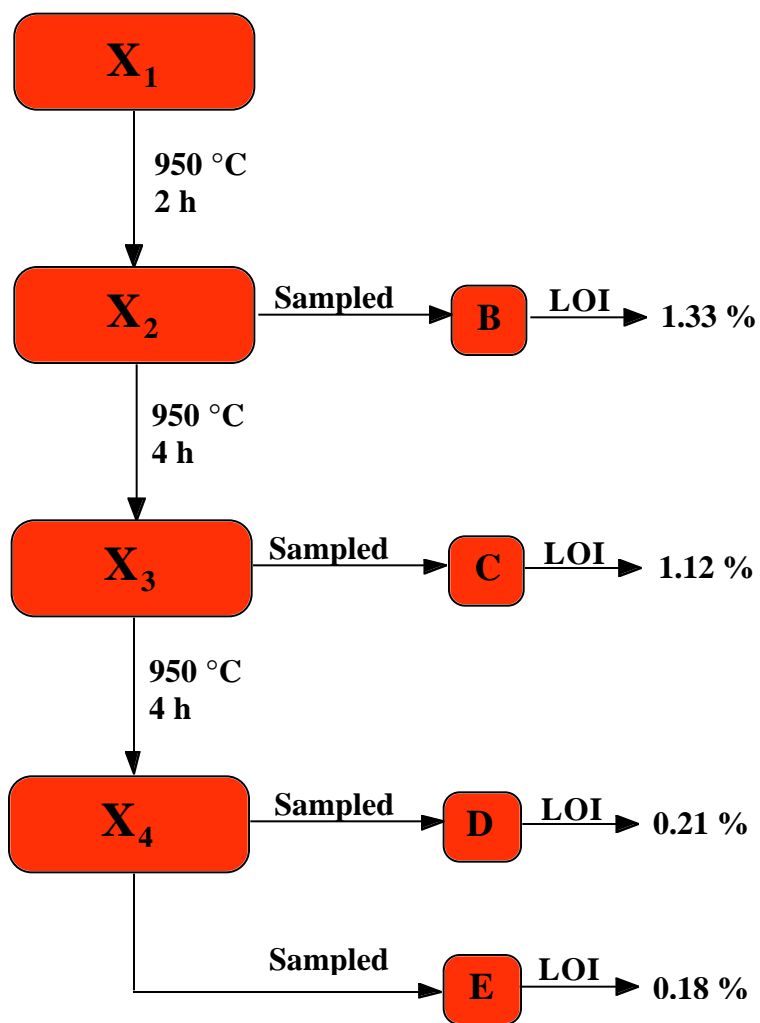 X₁
950 °C
2 h
X₂
Sampled
B
LOI
1.33 %
950 °C
4 h
X₃
Sampled
C
LOI
1.12 %
950 °C
4 h
X₄
Sampled
D
LOI
0.21 %
Sampled
E
LOI
0.18 %